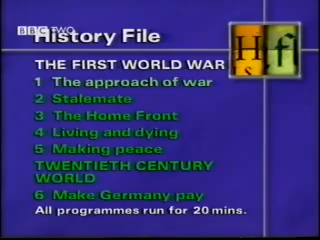 BBC TWO
History File
H fi
&
THE FIRST WORLD WAR
1 The approach of war
2 Stalemate
3 The Home Front
4 Living and dying
5 Making peace
TWENTIETH CENTURY
WORLD
6 Make Germany pay
All programmes run for 20 mins.